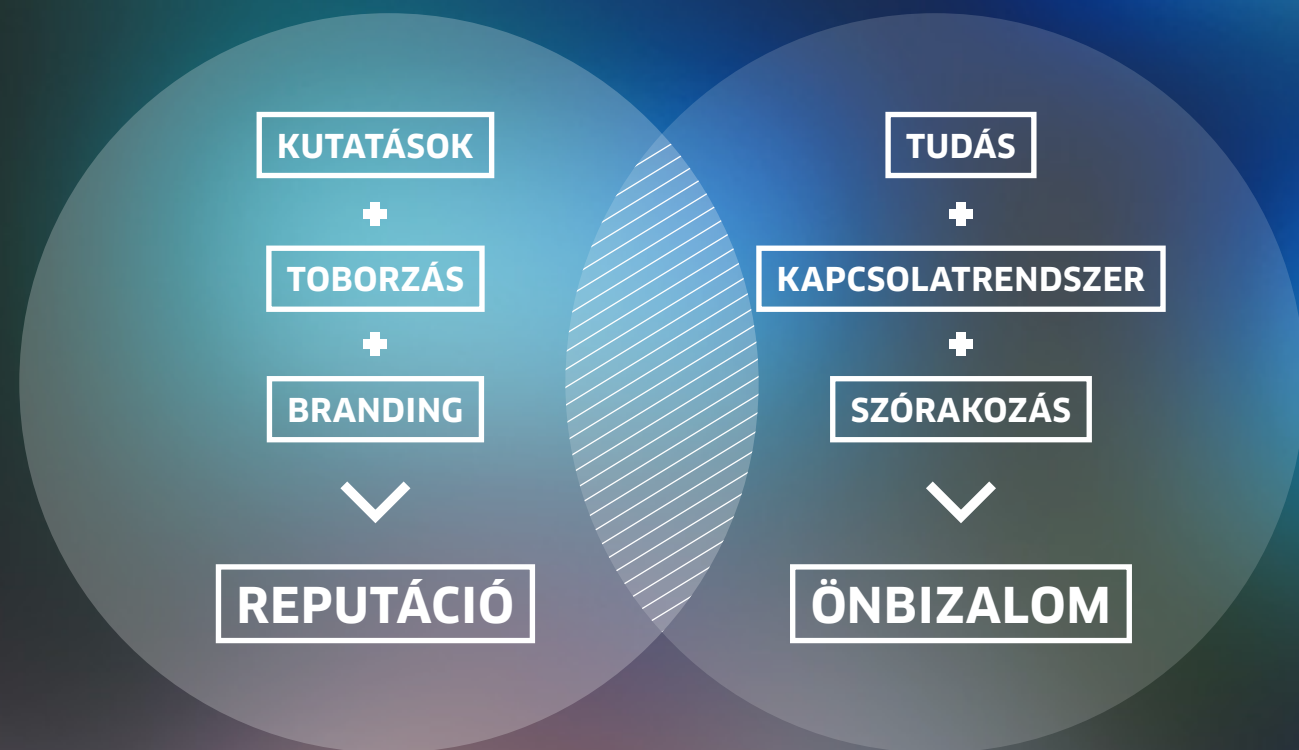 KUTATÁSOK
TOBORZÁS
BRANDING
REPUTÁCIÓ
TUDÁS
KAPCSOLATRENDSZER
SZÓRAKOZÁS
ÖNBIZALOM